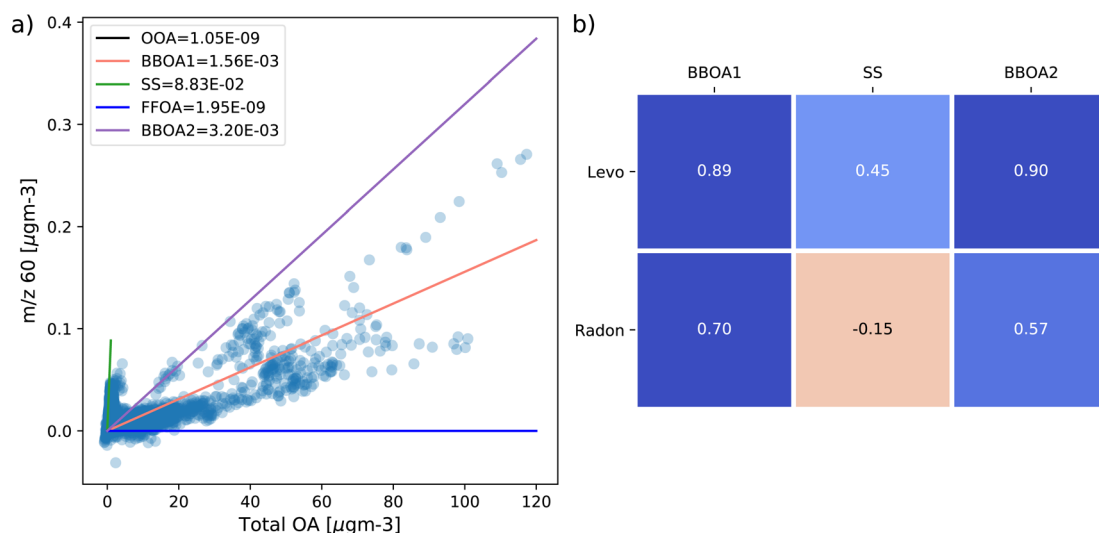 a)
OOA=1.05E-09
BBOA1=1.56E-03
SS=8.83E-02
FFOA=1.95E-09
BBOA2=3.20E-03
m/z 60 [μgm-3]
0.4
0.3
0.2
0.1
0.0
0 20 40 60 80 100 120
Total OA [μgm-3]
b)
BBOA1 SS BBOA2
Levo 0.89 0.45 0.90
Radon 0.70 -0.15 0.57